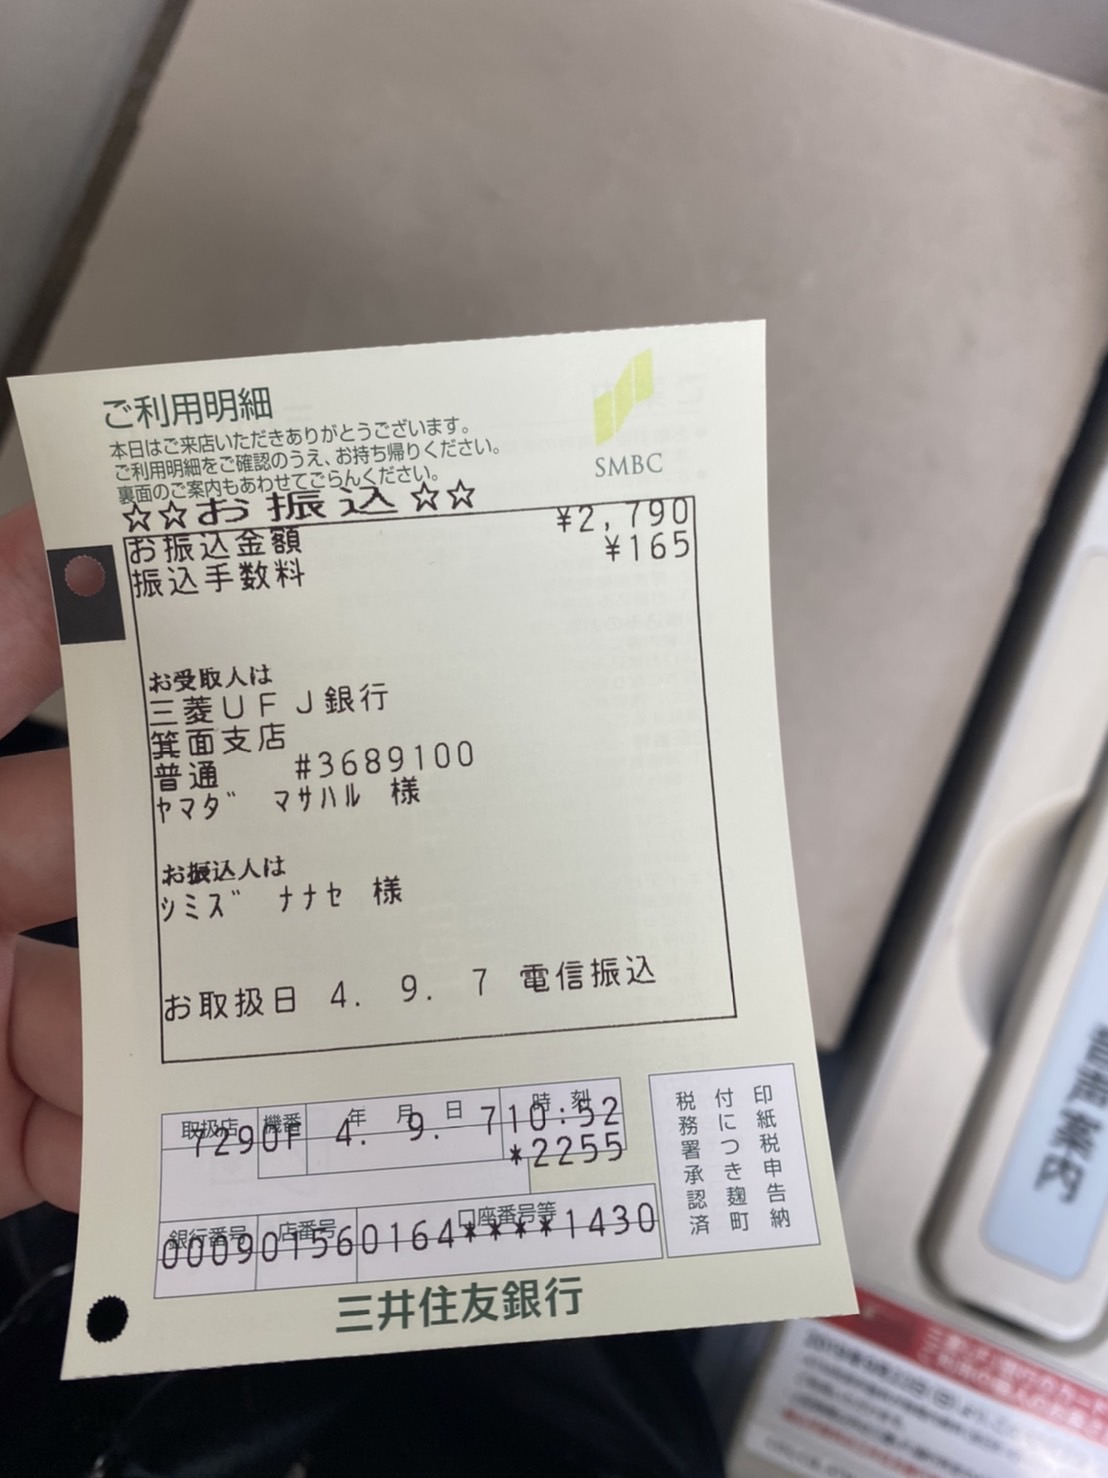 ご利用明細
本日はご来店いただきありがとうございます。
ご利用明細をご確認のうえ、お持ち帰りください。
裏面のご案内もあわせてごらんください。
SMBC
☆☆お振込☆☆
お振込金額 ¥2,790
振込手数料 ¥165
お受取人は
三菱UFJ銀行
箕面支店
普通 #3689100
ﾔﾏﾀﾞ ﾏｻﾊﾙ 様
お振込人は
ｼﾐｽﾞ ﾅﾅｾ 様
お取扱日 4. 9. 7 電信振込
取扱店 機番 年 月 日 時 刻
7290F 4. 9. 710:52
*2255
銀行番号 店番号 口座番号等
0009015601 64****1430
印紙税申告納
付につき麹町
税務署承認済
三井住友銀行
音声案内